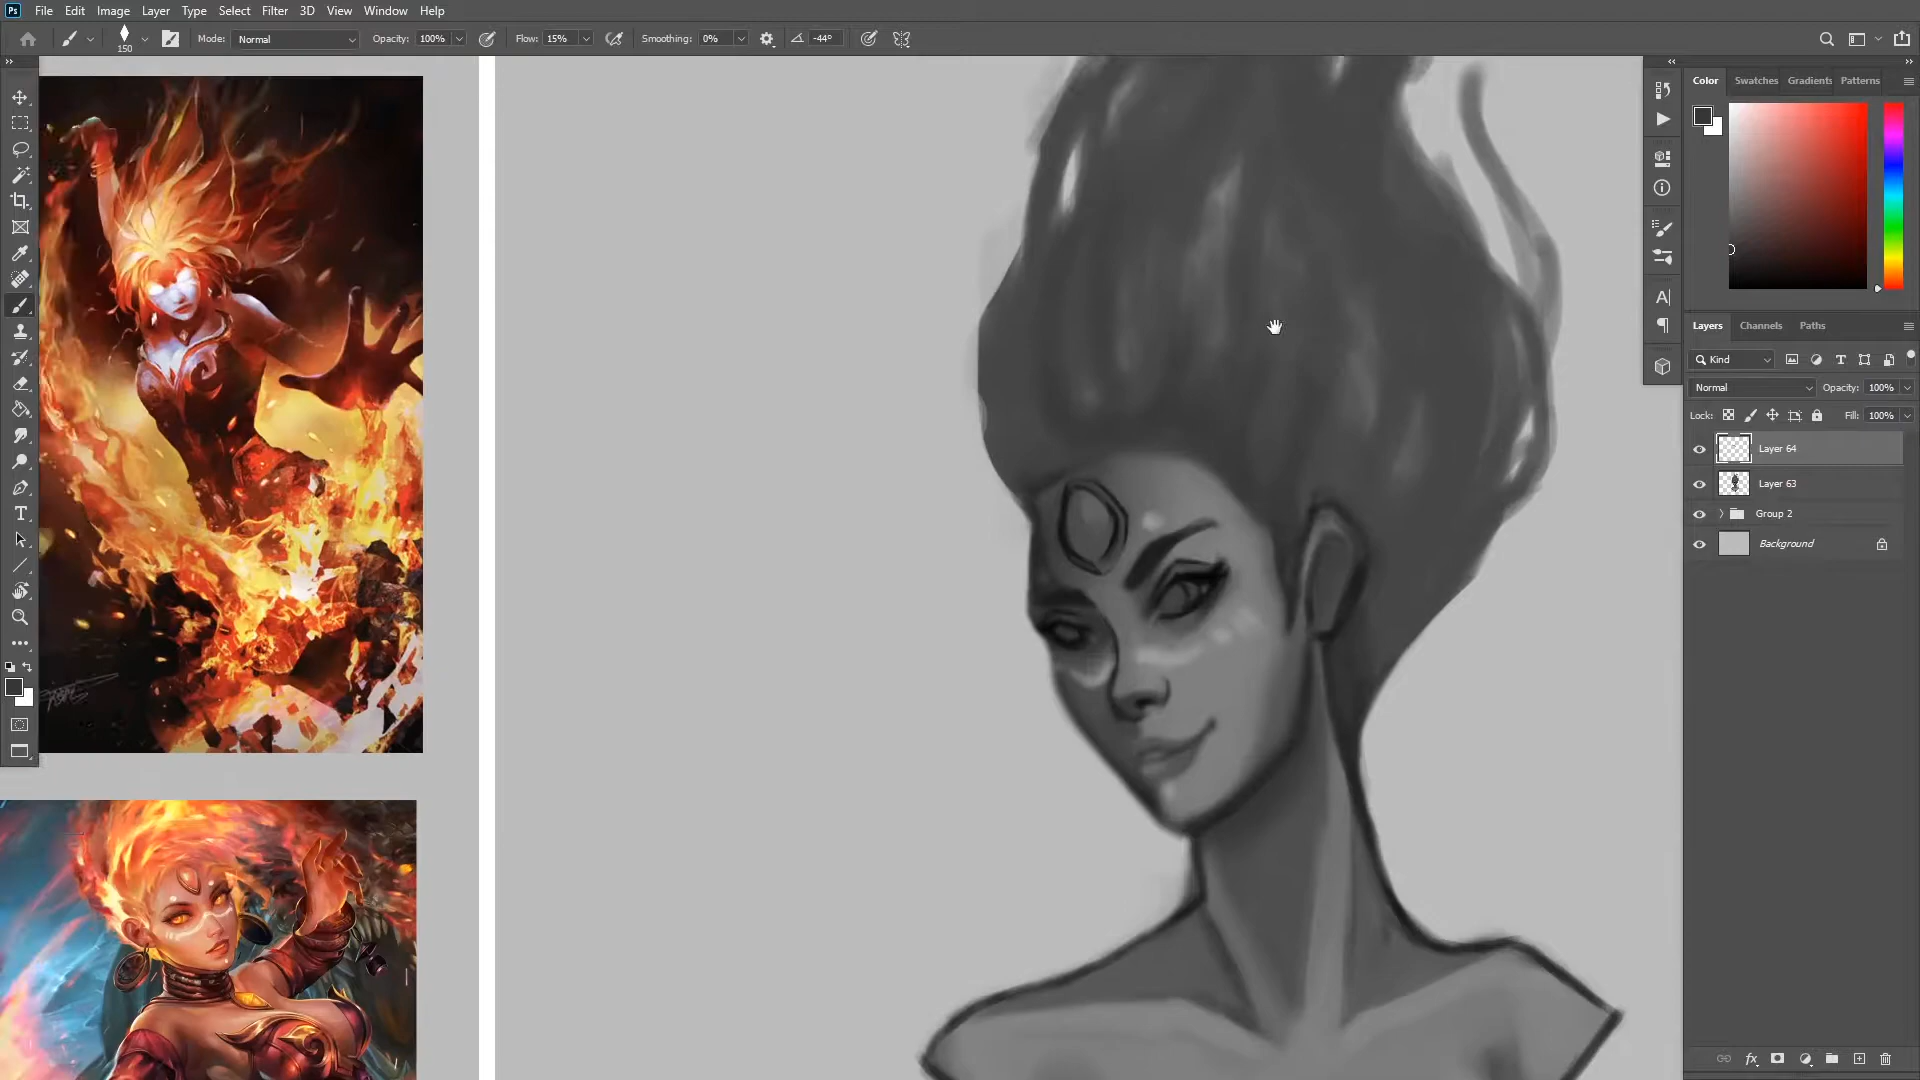 Ps File Edit Image Layer Type Select Filter 3D View Window Help
150 Mode: Normal Opacity: 100% Flow: 15% Smoothing: 0% -44°
Color Swatches Gradients Patterns
Layers Channels Paths
Kind
Normal Opacity: 100%
Lock: Fill: 100%
Layer 64
Layer 63
Group 2
Background